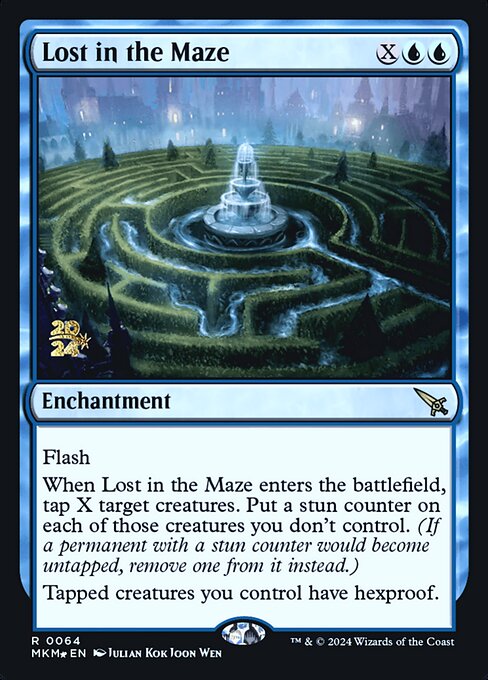 Lost in the Maze X
2024
Enchantment
Flash
When Lost in the Maze enters the battlefield,
tap X target creatures. Put a stun counter on
each of those creatures you don't control. (If
a permanent with a stun counter would become
untapped, remove one from it instead.)
Tapped creatures you control have hexproof.
R 0064
MKM★EN Julian Kok Joon Wen
™ & © 2024 Wizards of the Coast